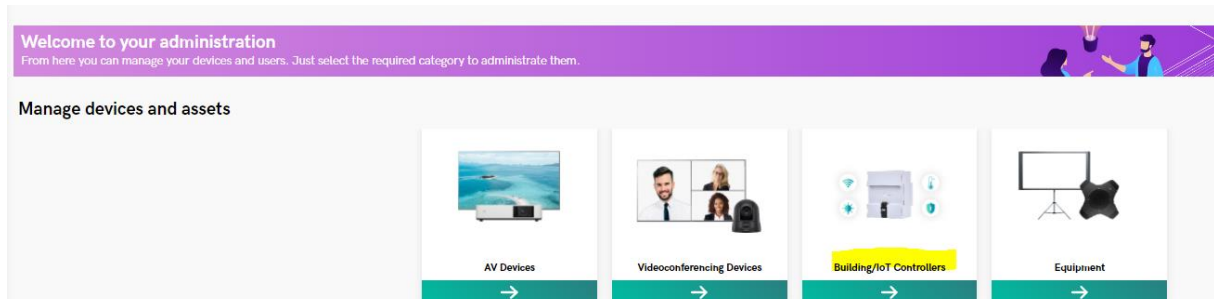 Welcome to your administration
From here you can manage your devices and users. Just select the required category to administrate them.
Manage devices and assets
AV Devices
Videoconferencing Devices
Building/IoT Controllers
Equipment